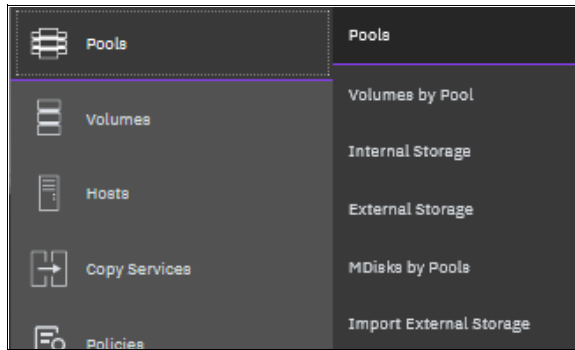 Pools
Volumes
Hosts
Copy Services
Policies
Pools
Volumes by Pool
Internal Storage
External Storage
MDisks by Pools
Import External Storage